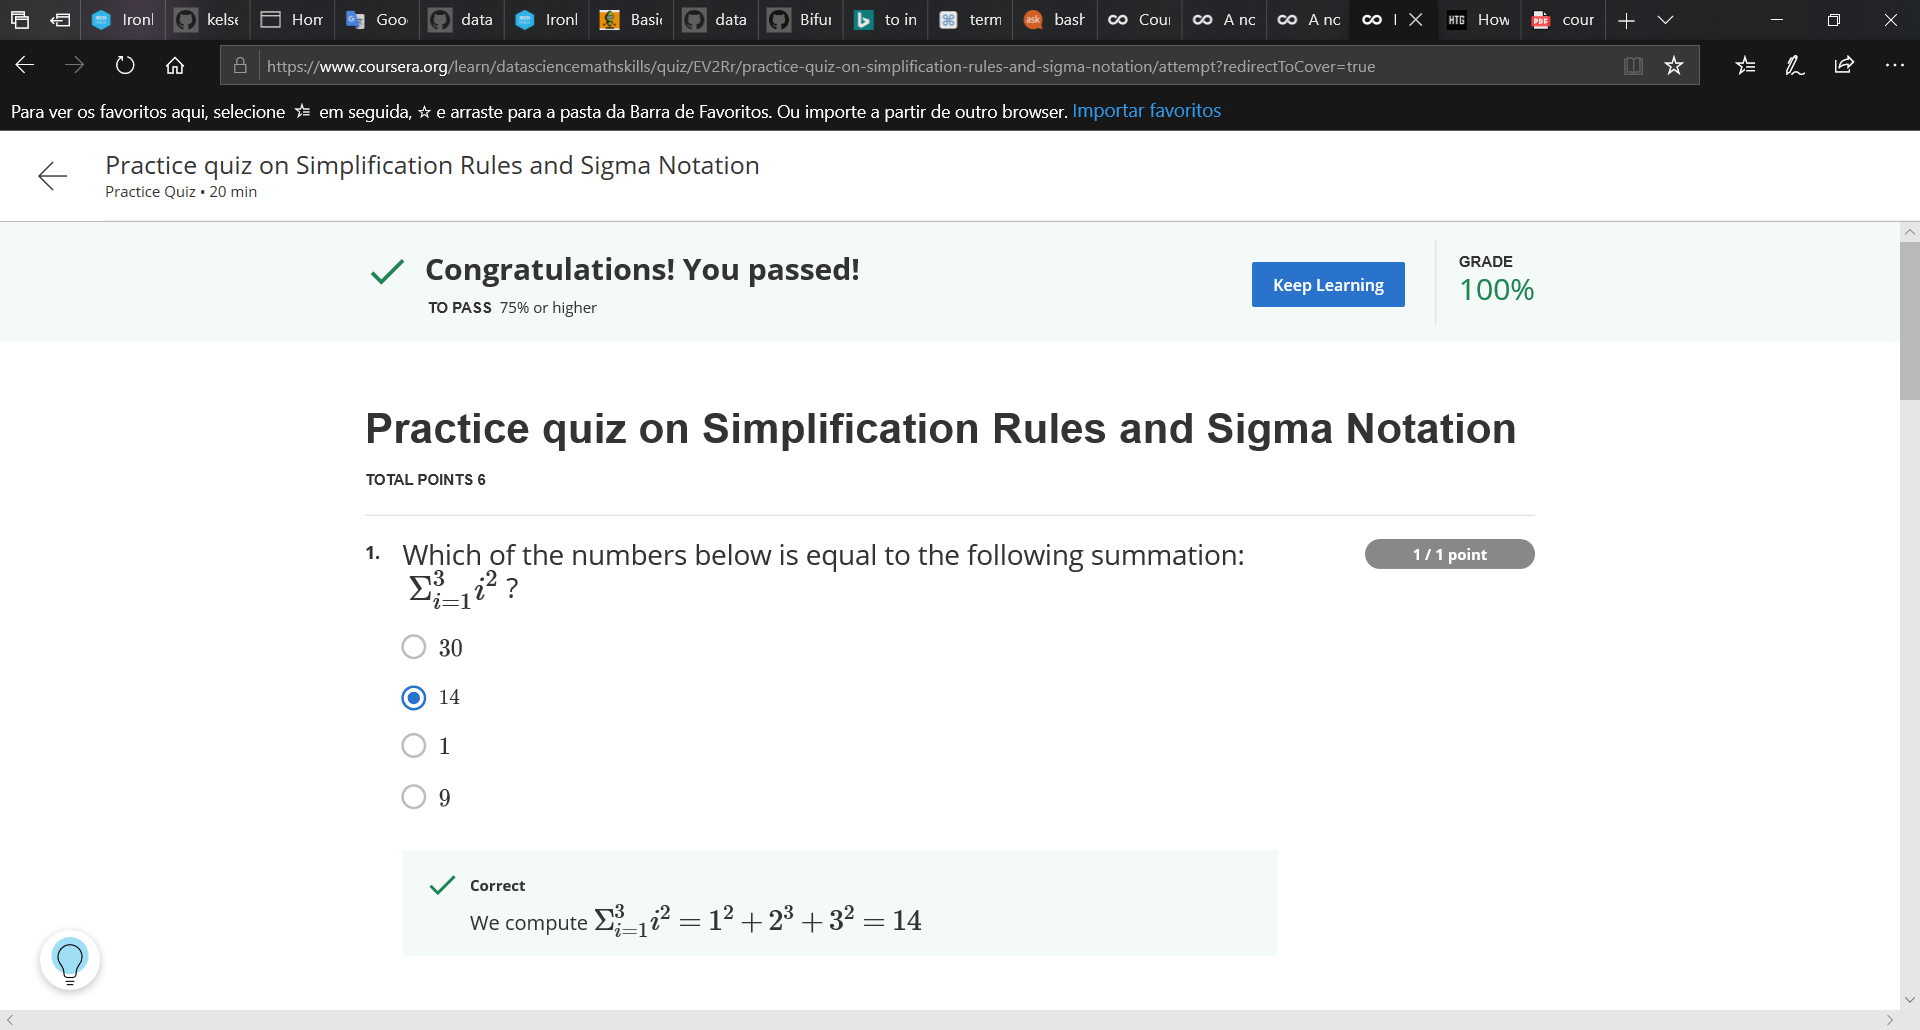 Ironl kelse Hom Goo data Ironl Basic data Bifur to in term bash Cour A nc A nc I How cour
https://www.coursera.org/learn/datasciencemathskills/quiz/EV2Rr/practice-quiz-on-simplification-rules-and-sigma-notation/attempt?redirectToCover=true
Para ver os favoritos aqui, selecione em seguida, ☆ e arraste para a pasta da Barra de Favoritos. Ou importe a partir de outro browser. Importar favoritos
Practice quiz on Simplification Rules and Sigma Notation
Practice Quiz • 20 min
Congratulations! You passed!
TO PASS 75% or higher
Keep Learning
GRADE
100%
Practice quiz on Simplification Rules and Sigma Notation
TOTAL POINTS 6
1. Which of the numbers below is equal to the following summation:
1 / 1 point
Σ_{i=1}^{3} i^2 ?
30
14
1
9
Correct
We compute Σ_{i=1}^{3} i^2 = 1^2 + 2^3 + 3^2 = 14